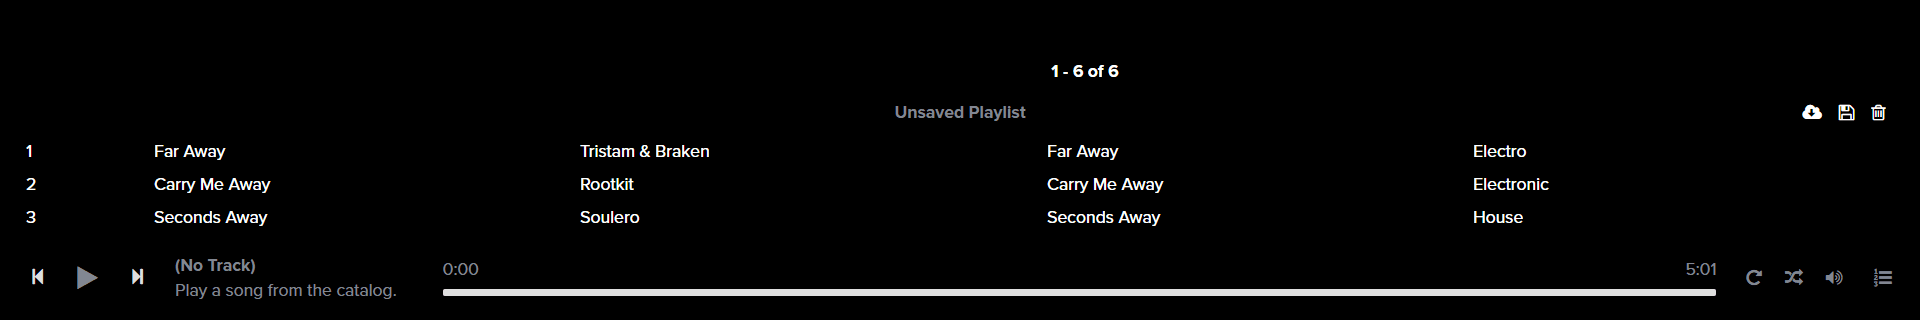 1 - 6 of 6
Unsaved Playlist
1 Far Away Tristam & Braken Far Away Electro
2 Carry Me Away Rootkit Carry Me Away Electronic
3 Seconds Away Soulero Seconds Away House
(No Track)
Play a song from the catalog.
0:00 5:01